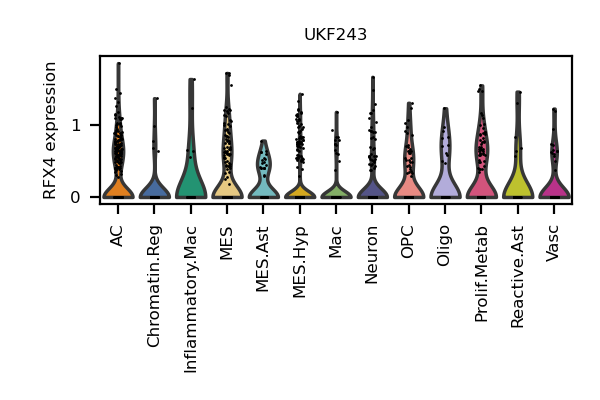 UKF243
RFX4 expression
1
0
AC
Chromatin.Reg
Inflammatory.Mac
MES
MES.Ast
MES.Hyp
Mac
Neuron
OPC
Oligo
Prolif.Metab
Reactive.Ast
Vasc